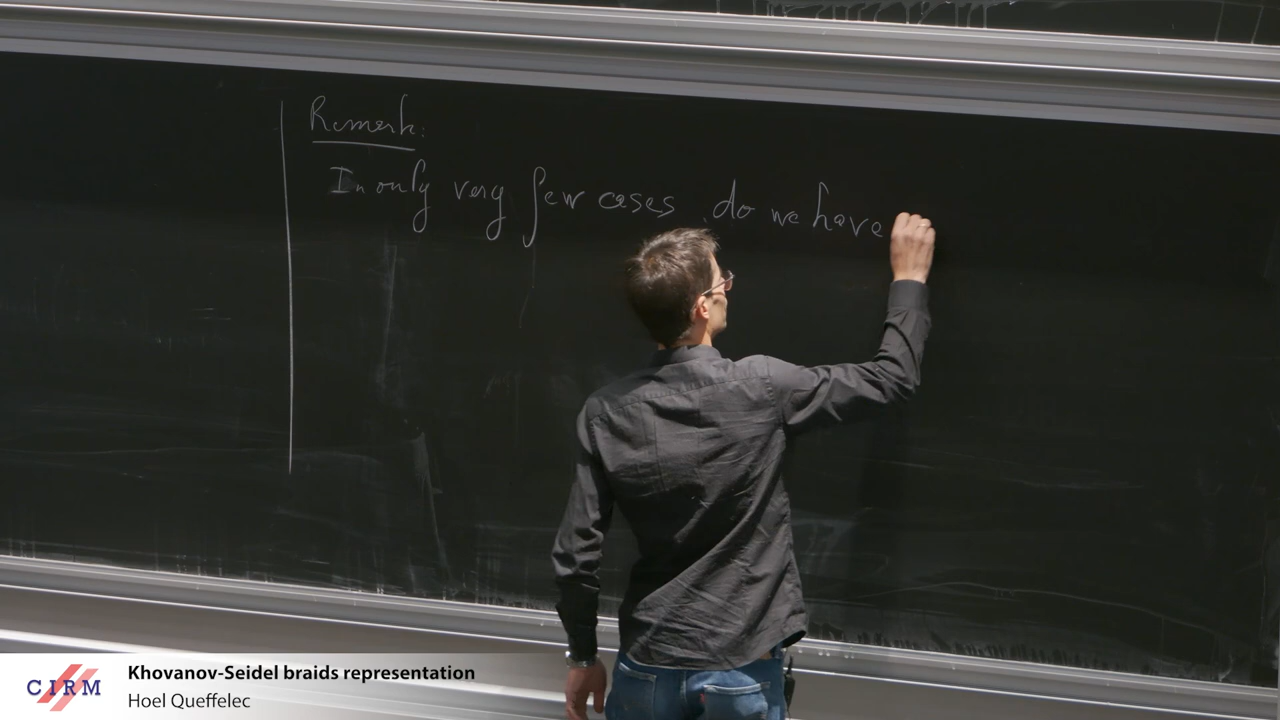 Remark:
In only very few cases do we have
CIRM
Khovanov-Seidel braids representation
Hoel Queffelec